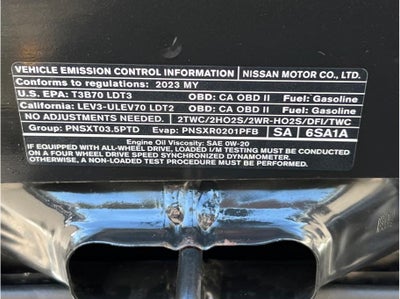 VEHICLE EMISSION CONTROL INFORMATION NISSAN MOTOR CO., LTD.
Conforms to regulations: 2023 MY
U.S. EPA: T3B70 LDT3 OBD: CA OBD II Fuel: Gasoline
California: LEV3-ULEV70 LDT2 OBD: CA OBD II Fuel: Gasoline
NO ADJUSTMENTS NEEDED 2TWC/2HO2S/2WR-HO2S/DFI/TWC
Group: PNSXT03.5PTD Evap: PNSXR0201PFB SA 6SA1A
Engine Oil Viscosity: SAE 0W-20
IF EQUIPPED WITH ALL-WHEEL DRIVE, LOADED I/M TESTING MUST BE CONDUCTED
ON A FOUR WHEEL DRIVE SPEED SYNCHRONIZED DYNAMOMETER.
OTHERWISE, A NON-LOADED TEST PROCEDURE MUST BE PERFORMED.